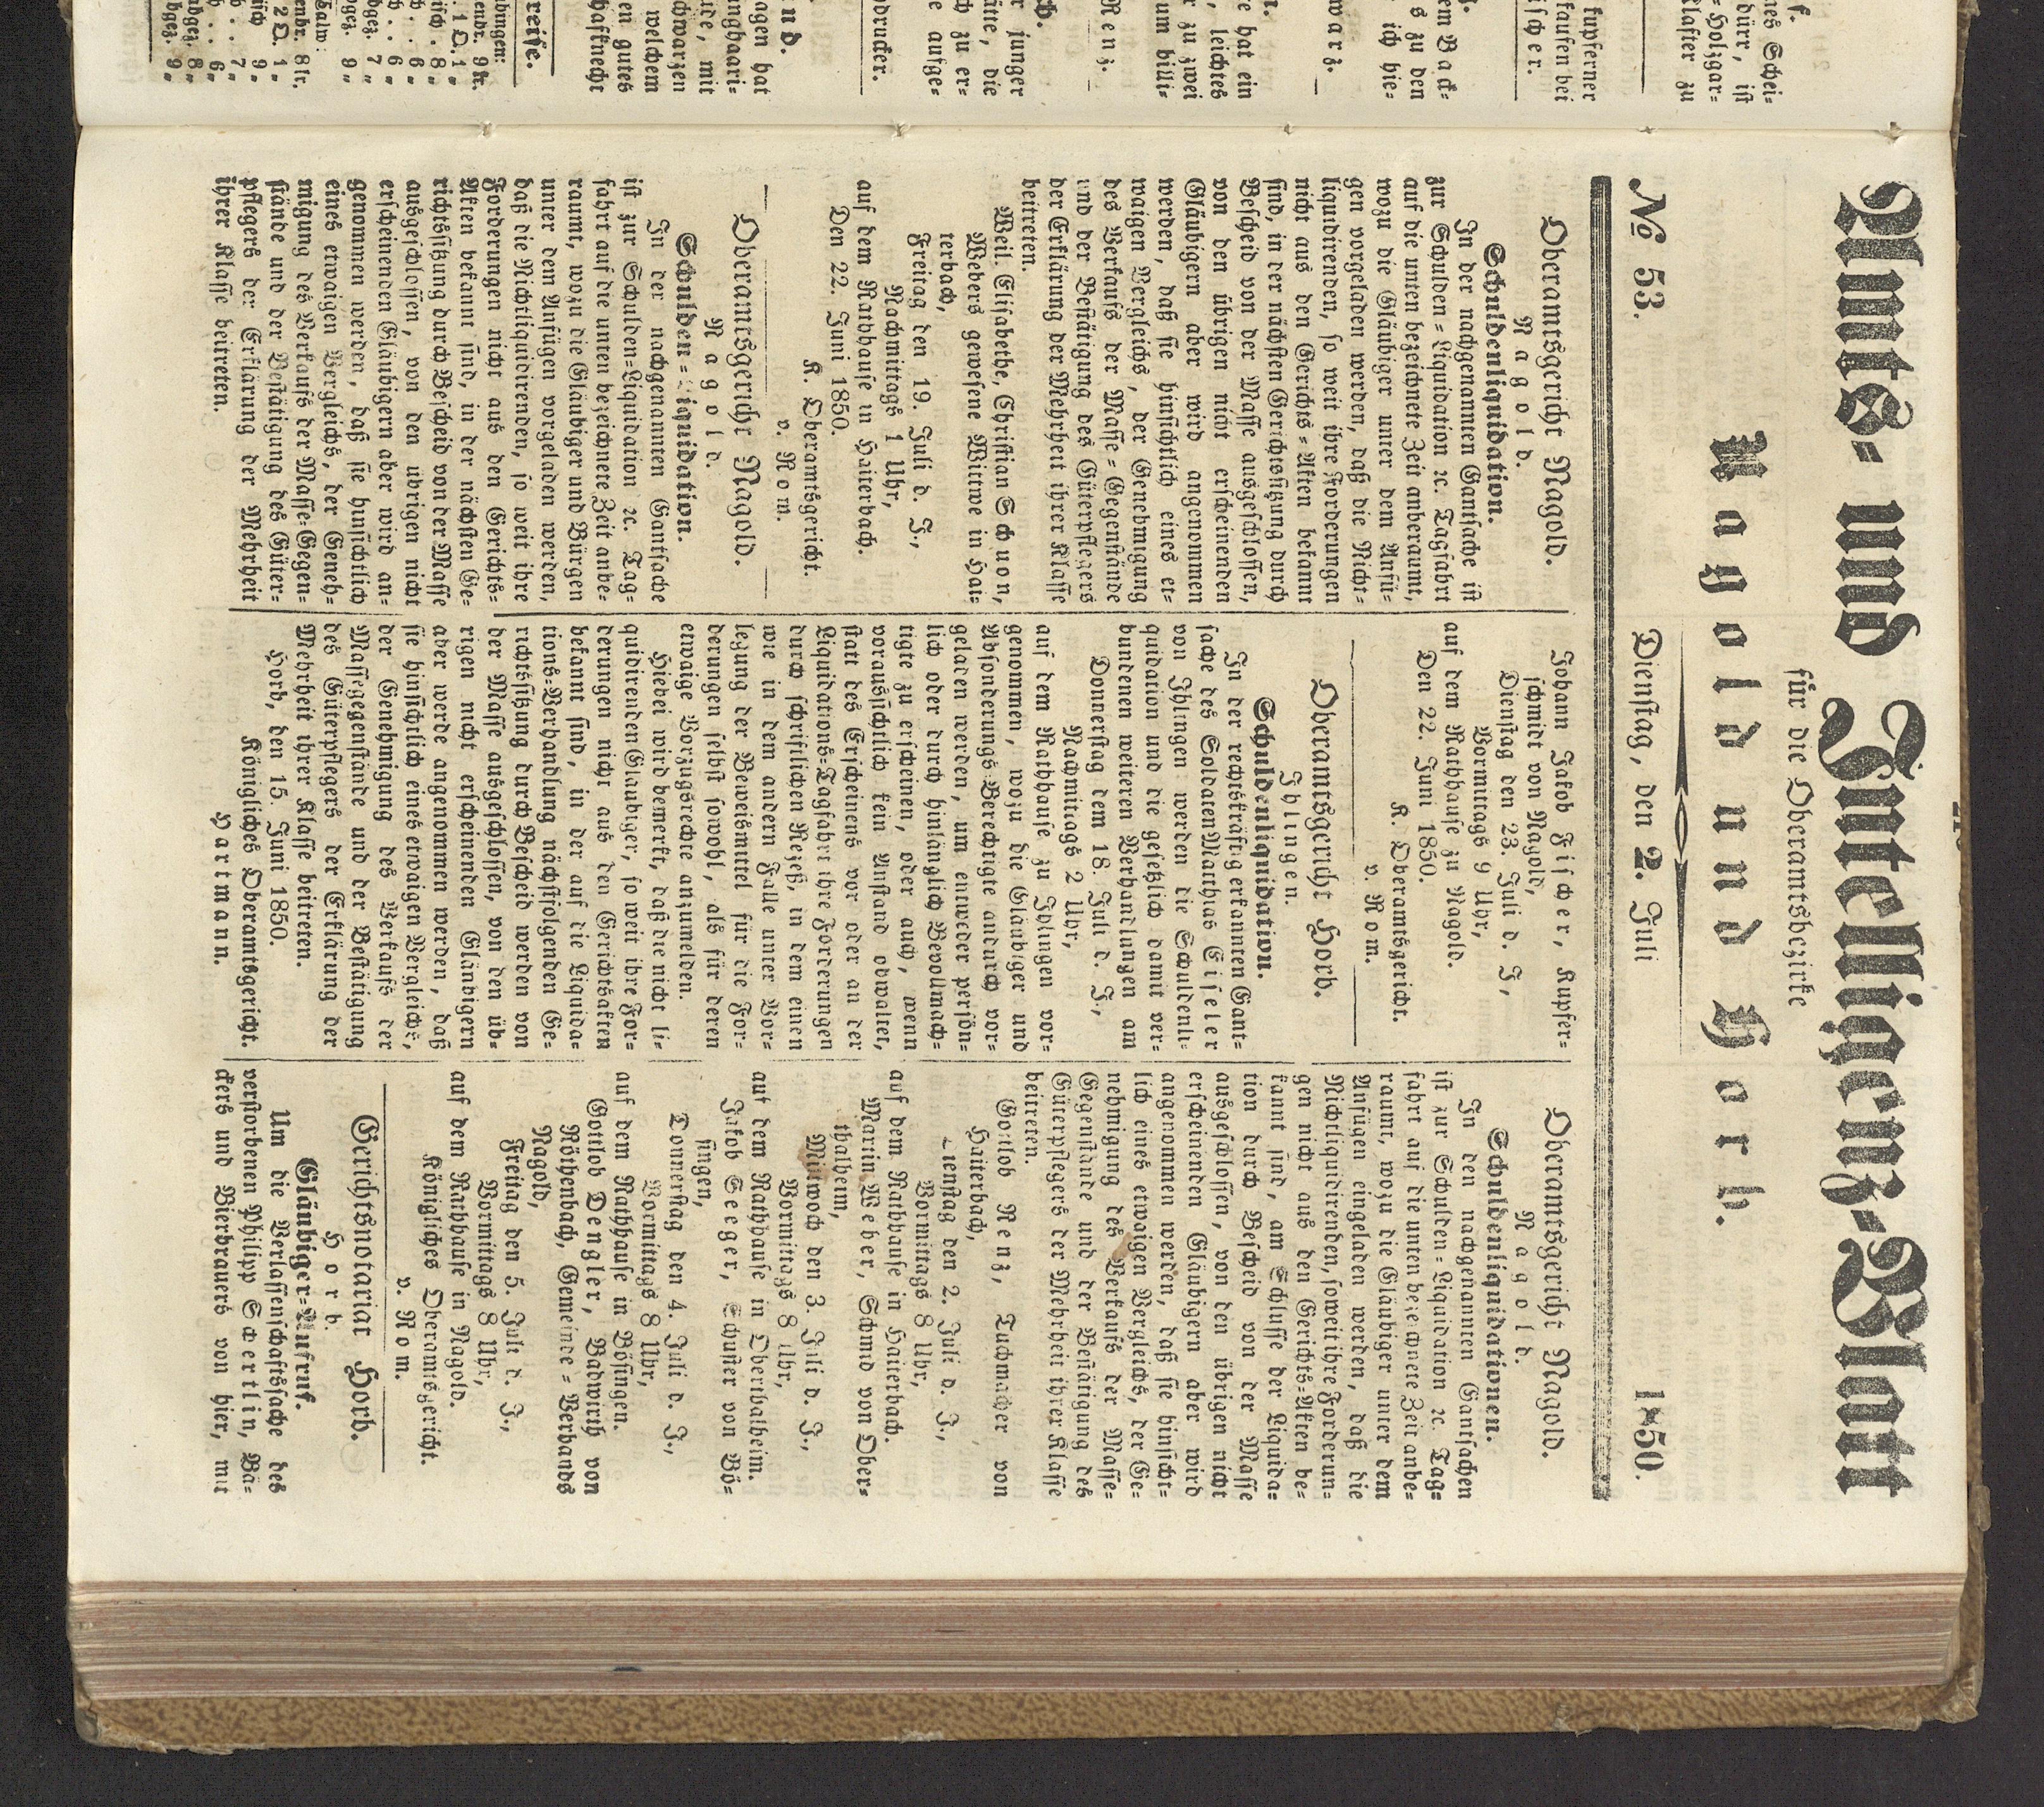 Amts- und Intelligenz-Blatt
für die Oberamtsbezirke
Nagold und Horb.
№ 53.
Dienstag, den 2. Juli
1850.
Oberamtsgericht Nagold.
Nagold.
Schuldenliquidation.
In der nachgenannten Gantsache ist
zur Schulden=Liquidation ꝛc. Tagfahrt
auf die unten bezeichnete Zeit anberaumt,
wozu die Gläubiger unter dem Anfü-
gen vorgeladen werden, daß die Nicht-
liquidirenden, so weit ihre Forderungen
nicht aus den Gerichts=Akten bekannt
sind, in der nächsten Gerichtssitzung durch
Bescheid von der Masse ausgeschlossen,
von den übrigen nicht erscheinenden
Gläubigern aber wird angenommen
werden, daß sie hinsichtlich eines et-
waigen Vergleichs, der Genehmigung
des Verkaufs der Masse=Gegenstände
und der Bestätigung des Güterpflegers
der Erklärung der Mehrheit ihrer Klasse
beitreten.
Weil. Elisabethe, Christian Schuon,
Webers gewesene Wittwe in Hai-
terbach,
Freitag den 19. Juli d. J.,
Nachmittags 1 Uhr,
auf dem Rathhause in Haiterbach.
Den 22. Juni 1850.
K. Oberamtsgericht.
v. Rom.
Oberamtsgericht Nagold.
Nagold.
Schulden=Liquidation.
In der nachgenannten Gantsache
ist zur Schulden=Liquidation ꝛc. Tag-
fahrt auf die unten bezeichnete Zeit anbe-
raumt, wozu die Gläubiger und Bürgen
unter dem Anfügen vorgeladen werden,
daß die Nichtliquidirenden, so weit ihre
Forderungen nicht aus den Gerichts-
Akten bekannt sind, in der nächsten Ge-
richtssitzung durch Bescheid von der Masse
ausgeschlossen, von den übrigen nicht
erscheinenden Gläubigern aber wird an-
genommen werden, daß sie hinsichtlich
eines etwaigen Vergleichs, der Geneh-
migung des Verkaufs der Masse=Gegen-
stände und der Bestätigung des Güter-
pflegers der Erklärung der Mehrheit
ihrer Klasse beitreten.
Johann Jakob Fischer, Kupfer-
schmidt von Nagold,
Dienstag den 23. Juli d. J.,
Vormittags 9 Uhr,
auf dem Rathhause zu Nagold.
Den 22. Juni 1850.
K. Oberamtsgericht.
v. Rom.
Oberamtsgericht Horb.
Ihlingen.
Schuldenliquidation.
In der rechtskräftig erkannten Gant-
sache des Soldaten Matthias Eiseler
von Ihlingen werden die Schuldenli-
quidation und die gesetzlich damit ver-
bundenen weiteren Verhandlungen am
Donnerstag dem 18. Juli d. J.,
Nachmittags 2 Uhr,
auf dem Rathhause zu Ihlingen vor-
genommen, wozu die Gläubiger und
Absonderungs=Berechtigte andurch vor-
geladen werden, um entweder persön-
lich oder durch hinlänglich Bevollmäch-
tigte zu erscheinen, oder auch, wenn
voraussichtlich kein Anstand obwaltet,
statt des Erscheinens vor oder an der
Liquidations=Tagfahrt ihre Forderungen
durch schriftlichen Rezeß, in dem einen
wie in dem andern Falle unter Vor-
legung der Beweismittel für die For-
derungen selbst sowohl, als für deren
etwaige Vorzugsrechte anzumelden.
Hiebei wird bemerkt, daß die nicht li-
quidirenden Gläubiger, so weit ihre For-
derungen nicht aus den Gerichtsakten
bekannt sind, in der auf die Liquida-
tions=Verhandlung nächstfolgenden Ge-
richtssitzung durch Bescheid werden von
der Masse ausgeschlossen, von den üb-
rigen nicht erscheinenden Gläubigern
aber werde angenommen werden, daß
sie hinsichtlich eines etwaigen Vergleichs,
der Genehmigung des Verkaufs der
Massegegenstände und der Bestätigung
des Güterpflegers der Erklärung der
Mehrheit ihrer Klasse beitreten.
Horb, den 15. Juni 1850.
Königliches Oberamtsgericht.
Hartmann.
Oberamtsgericht Nagold.
Nagold.
Schuldenliquidationen.
In den nachgenannten Gantsachen
ist zur Schulden=Liquidation ꝛc. Tag-
fahrt auf die unten bezeichnete Zeit anbe-
raumt, wozu die Gläubiger unter dem
Anfügen eingeladen werden, daß die
Nichtliquidirenden, soweit ihre Forderun-
gen nicht aus den Gerichts=Akten be-
kannt sind, am Schlusse der Liquida-
tion durch Bescheid von der Masse
ausgeschlossen, von den übrigen nicht
erscheinenden Gläubigern aber wird
angenommen werden, daß sie hinsicht-
lich eines etwaigen Vergleichs, der Ge-
nehmigung des Verkaufs der Masse-
Gegenstände und der Bestätigung des
Güterpflegers der Mehrheit ihrer Klasse
beitreten.
Gottlob Renz, Tuchmacher von
Haiterbach,
Dienstag den 2. Juli d. J.,
Vormittags 8 Uhr,
auf dem Rathhause in Haiterbach.
Martin Weber, Schmid von Ober-
thalheim,
Mittwoch den 3. Juli d. J.,
Vormittags 8 Uhr,
auf dem Rathhause in Oberthalheim.
Jakob Seeger, Schuster von Bö-
singen,
Donnerstag den 4. Juli d. J.,
Vormittags 8 Uhr,
auf dem Rathhause in Bösingen.
Gottlob Dengler, Badwirth von
Röthenbach, Gemeinde=Verbands
Nagold,
Freitag den 5. Juli d. J.,
Vormittags 8 Uhr,
auf dem Rathhause in Nagold.
Königliches Oberamtsgericht.
v. Rom.
Gerichtsnotariat Horb.
Horb.
Gläubiger=Aufruf.
Um die Verlassenschaftssache des
verstorbenen Philipp Schertlin, Bä-
ckers und Bierbrauers von hier, mit